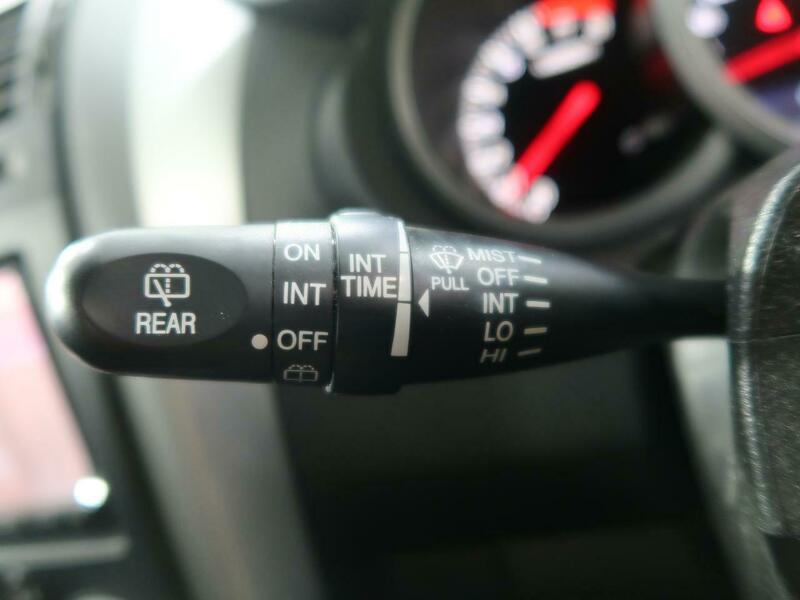 REAR
ON
INT
OFF
INT
TIME
PULL
MIST
OFF
INT
LO
HI